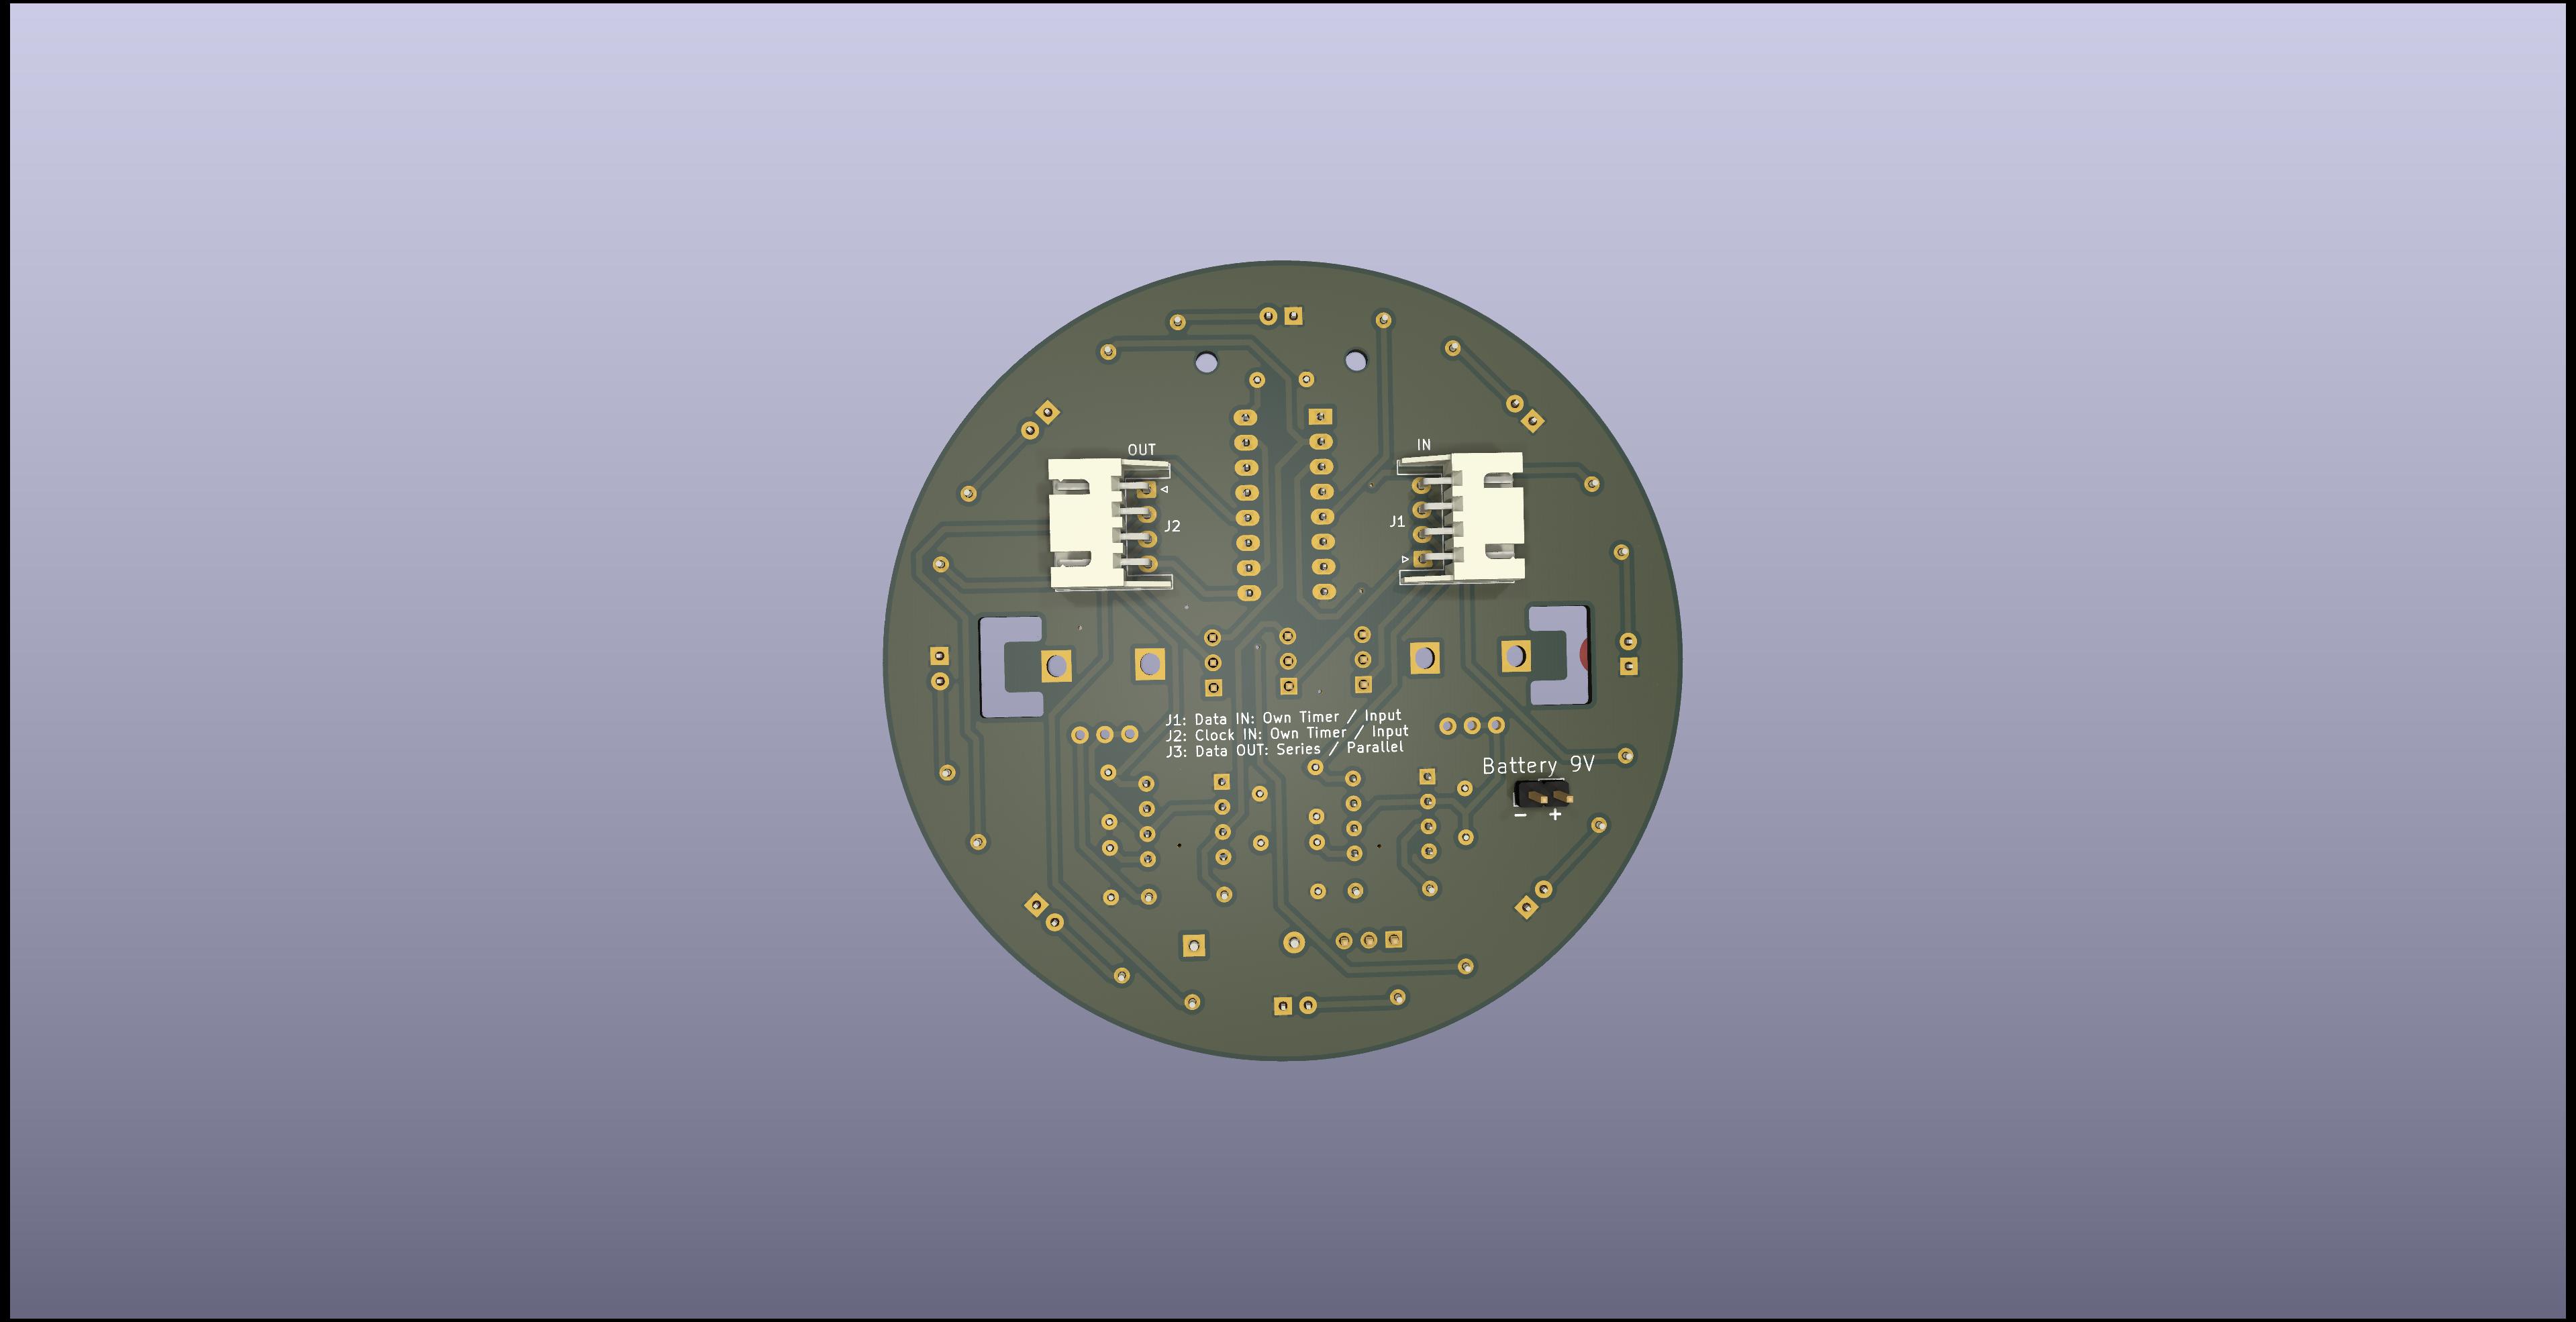 OUT
IN
J2
J1
J1: Data IN: Own Timer / Input
J2: Clock IN: Own Timer / Input
J3: Data OUT: Series / Parallel
Battery 9V
- +